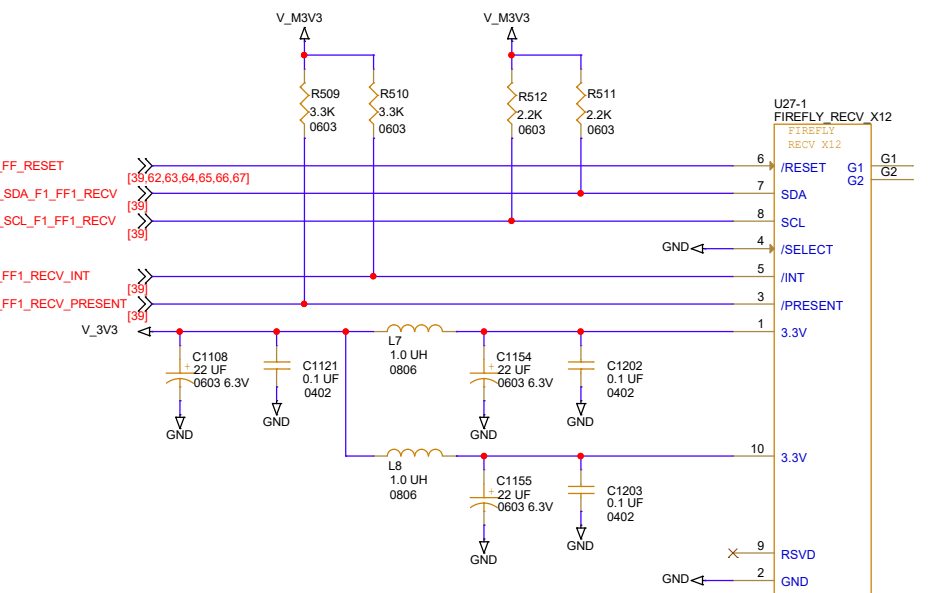 V_M3V3
V_M3V3
R509
3.3K
0603
R510
3.3K
0603
R512
2.2K
0603
R511
2.2K
0603
U27-1
FIREFLY_RECV_X12
FIREFLY
RECV X12
_FF_RESET
[39,62,63,64,65,66,67]
6
/RESET
G1
G1
G2
G2
_SDA_F1_FF1_RECV
[39]
7
SDA
_SCL_F1_FF1_RECV
[39]
8
SCL
GND
4
/SELECT
_FF1_RECV_INT
[39]
5
/INT
_FF1_RECV_PRESENT
[39]
3
/PRESENT
V_3V3
L7
1.0 UH
0806
1
3.3V
C1108
22 UF
0603 6.3V
+
GND
C1121
0.1 UF
0402
GND
C1154
22 UF
0603 6.3V
+
GND
C1202
0.1 UF
0402
GND
L8
1.0 UH
0806
10
3.3V
C1155
22 UF
0603 6.3V
+
GND
C1203
0.1 UF
0402
GND
9
RSVD
GND
2
GND